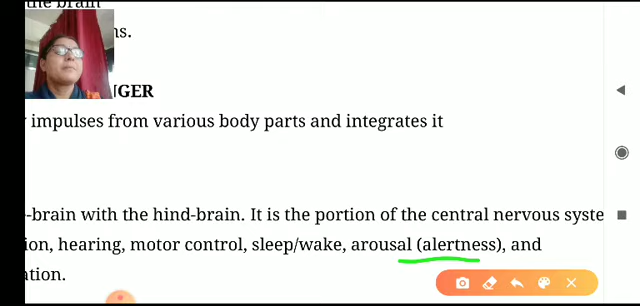 the brain
ns.
NGER
impulses from various body parts and integrates it
-brain with the hind-brain. It is the portion of the central nervous syste
ion, hearing, motor control, sleep/wake, arousal (alertness), and
ation.